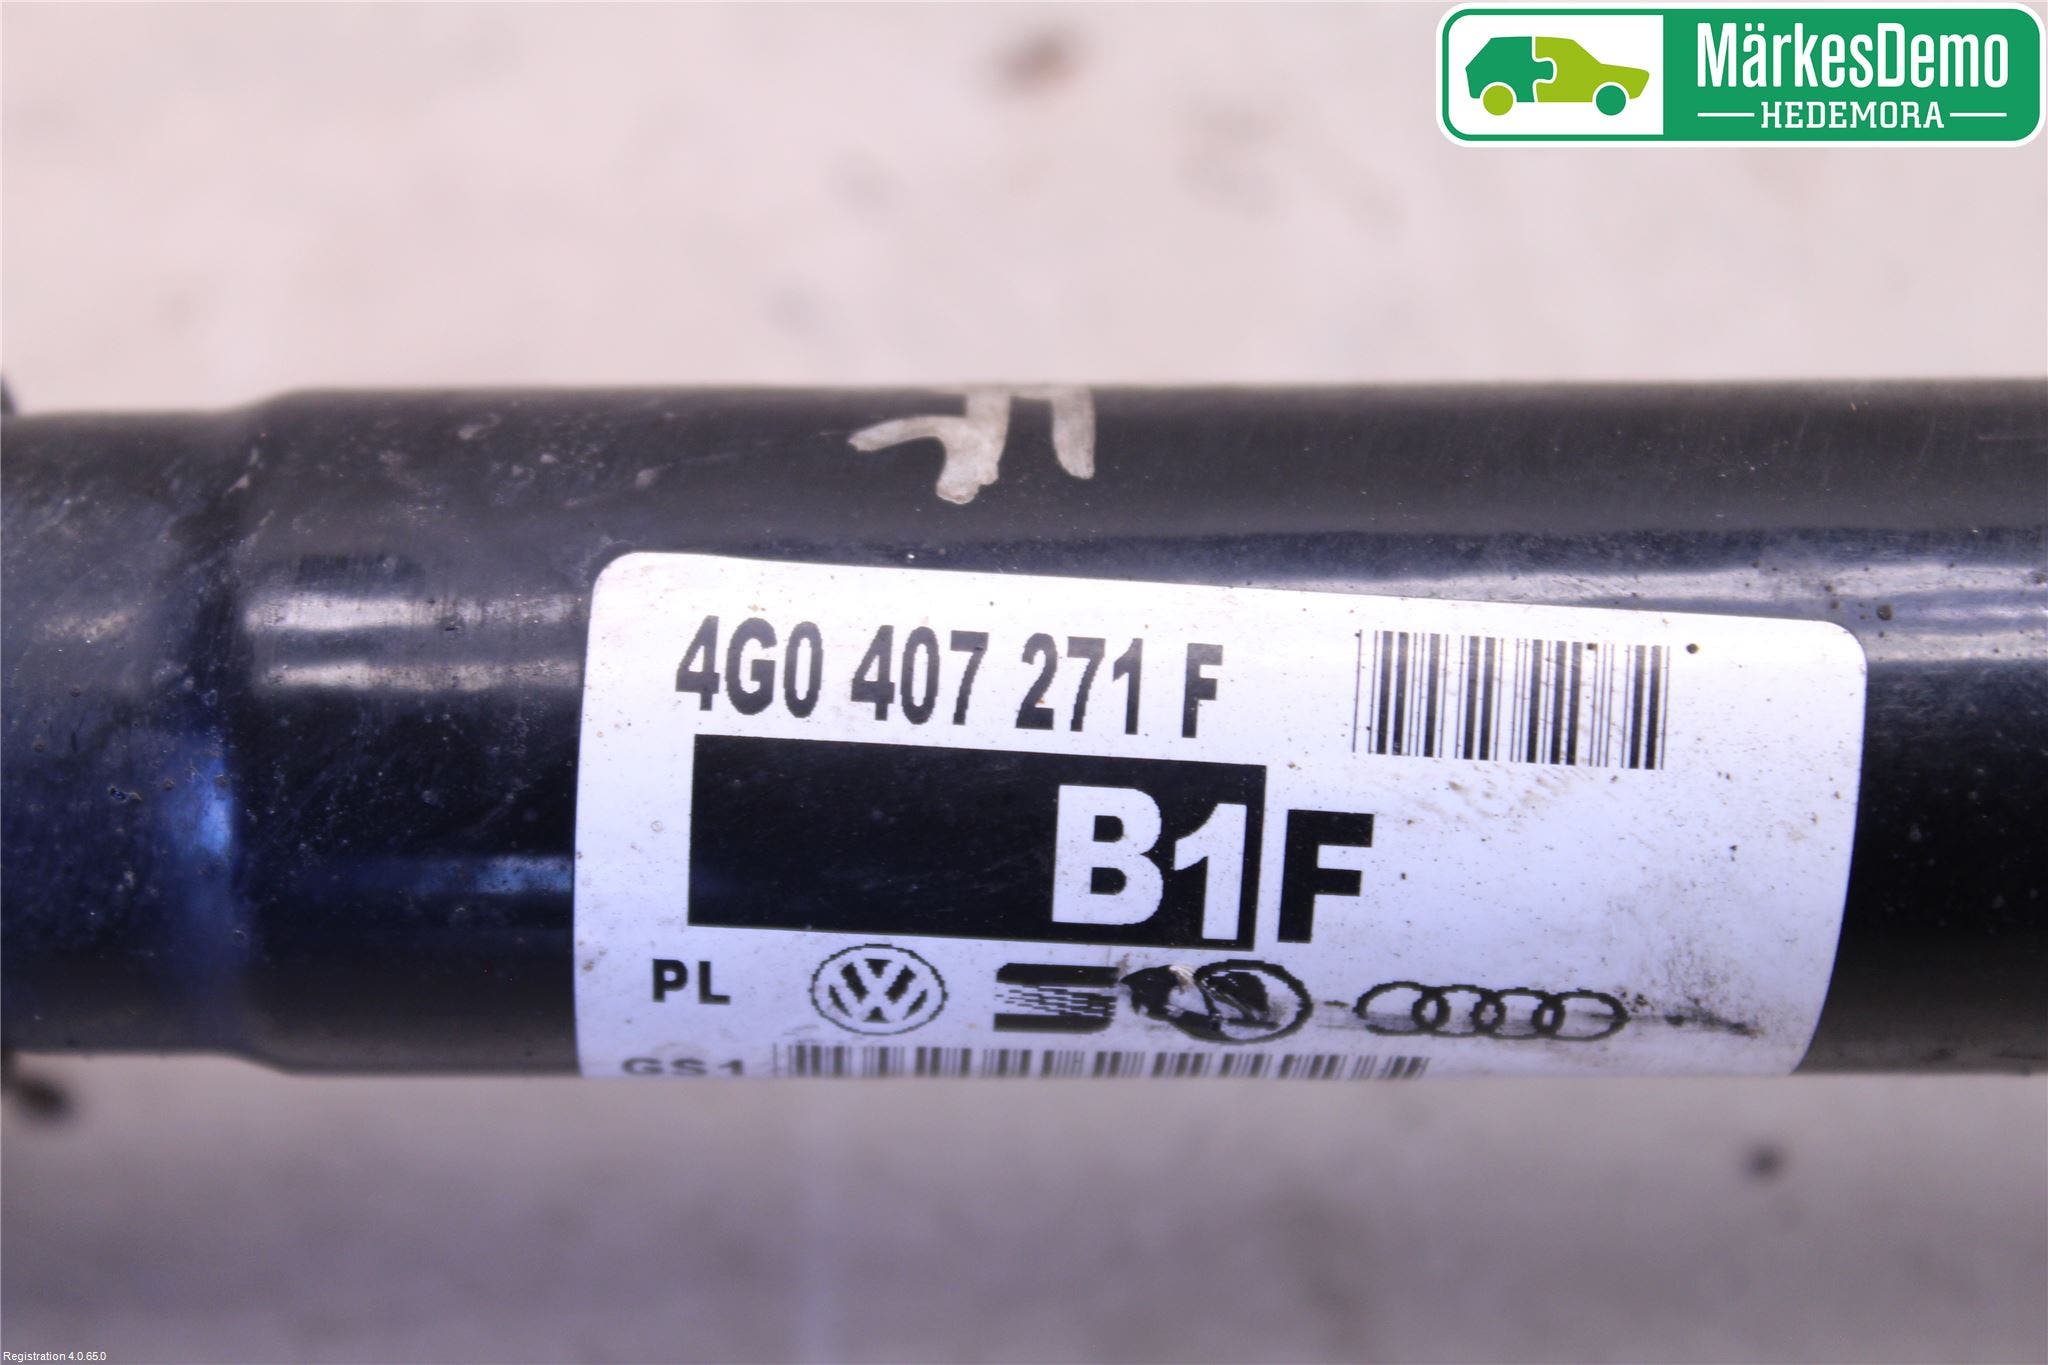 MärkesDemo
HEDEMORA
4G0 407 271 F
B1F
PL
GS1
Registration 4.0.65.0